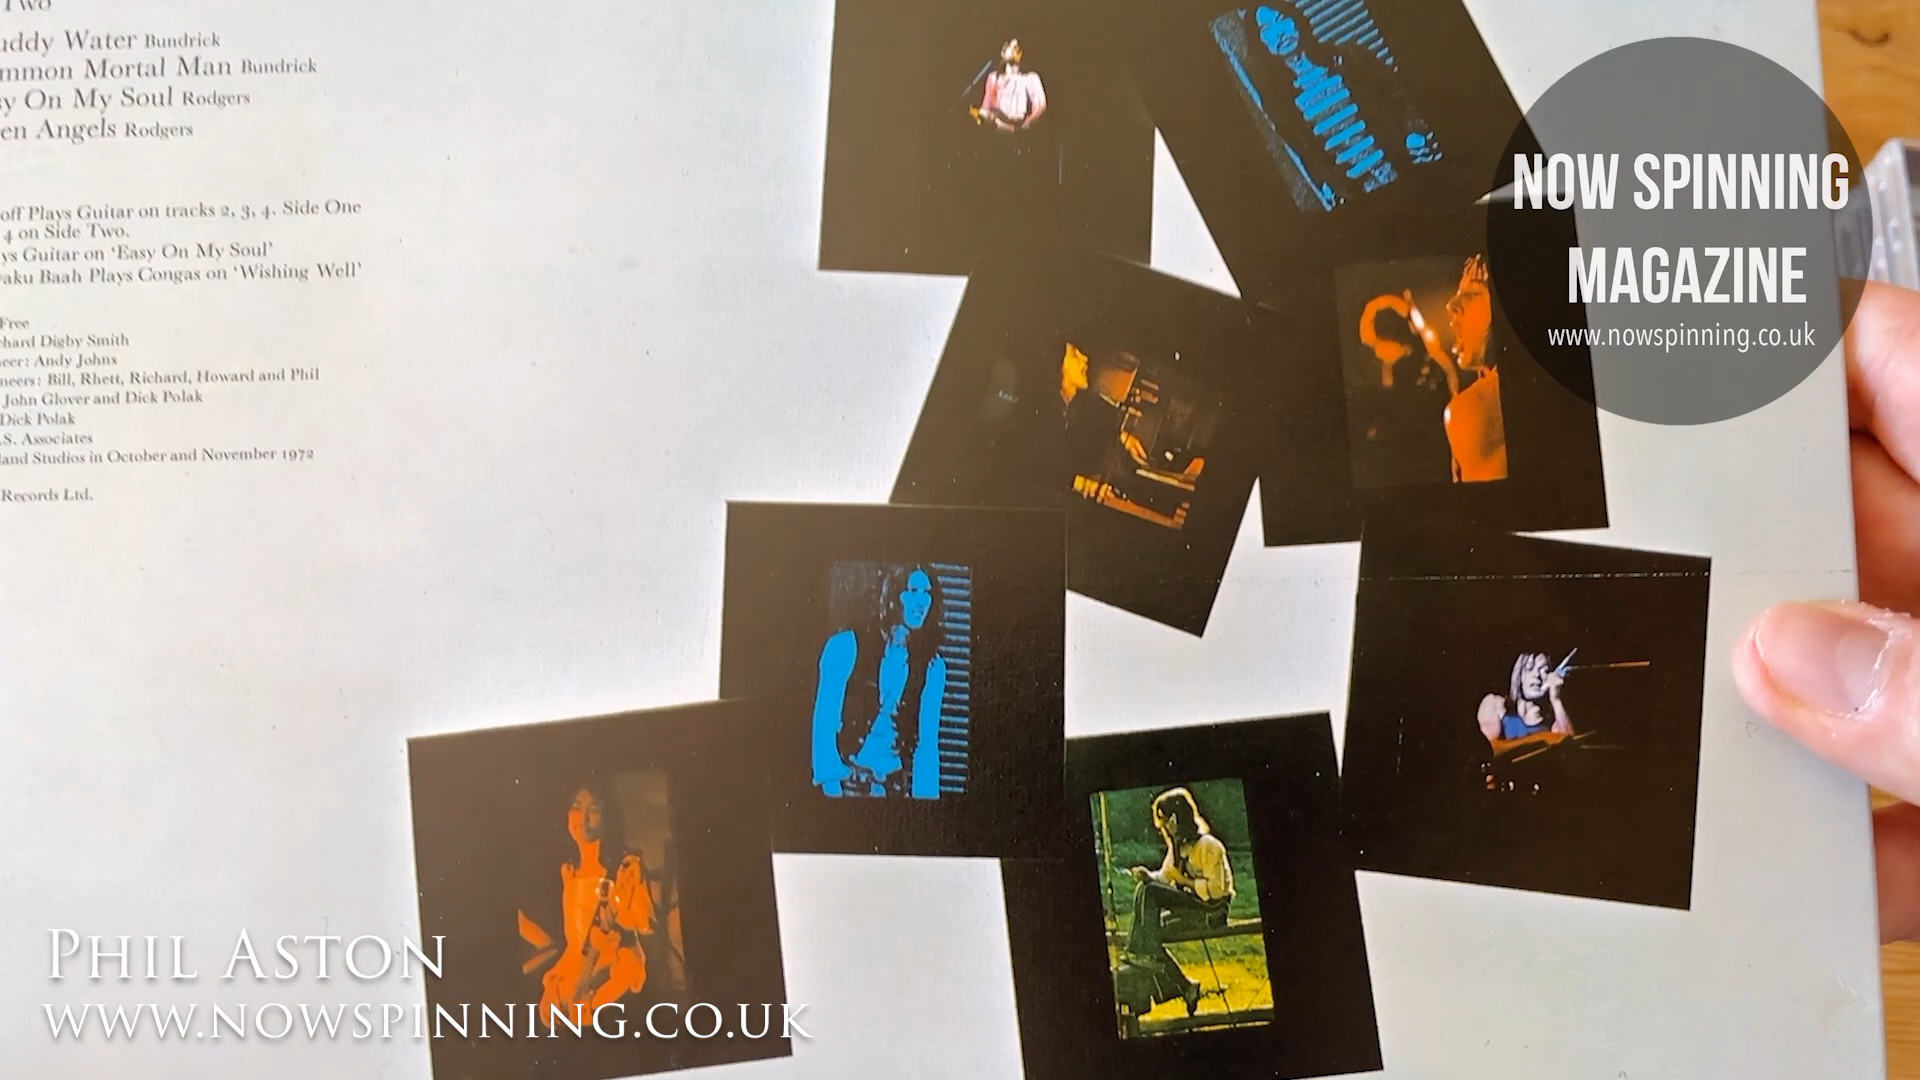 Two
uddy Water Bundrick
mmon Mortal Man Bundrick
sy On My Soul Rodgers
en Angels Rodgers
off Plays Guitar on tracks 2, 3, 4. Side One
4 on Side Two.
ys Guitar on ‘Easy On My Soul’
aku Baah Plays Congas on ‘Wishing Well’
Free
hard Digby Smith
eer: Andy Johns
neers: Bill, Rhett, Richard, Howard and Phil
John Glover and Dick Polak
Dick Polak
.S. Associates
land Studios in October and November 1972
Records Ltd.
NOW SPINNING
MAGAZINE
www.nowspinning.co.uk
PHIL ASTON
WWW.NOWSPINNING.CO.UK